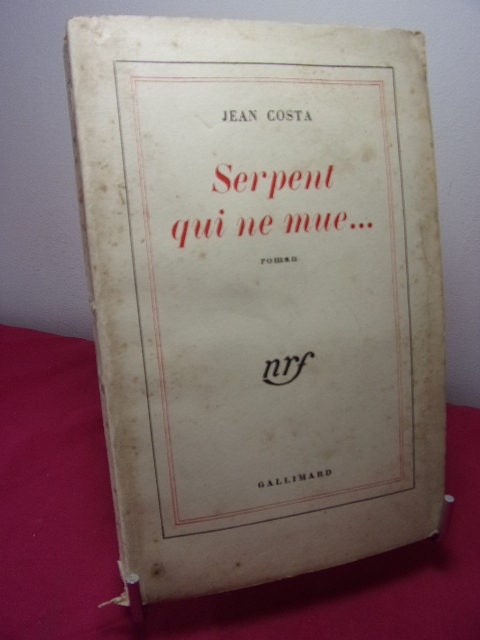 JEAN COSTA
Serpent
qui ne mue...
roman
nrf
GALLIMARD